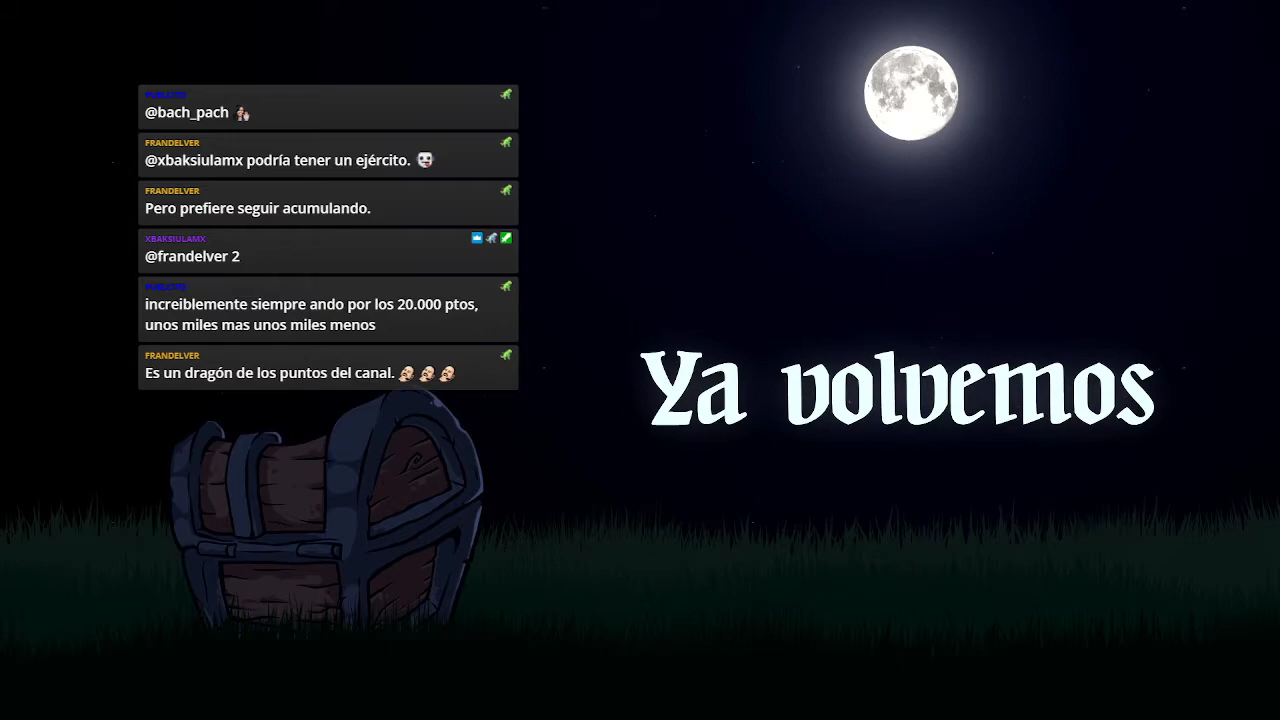 @bach_pach
FRANDELVER
@xbaksiulamx podría tener un ejército.
FRANDELVER
Pero prefiere seguir acumulando.
XBAKSIULAMX
@frandelver 2
increiblemente siempre ando por los 20.000 ptos,
unos miles mas unos miles menos
FRANDELVER
Es un dragón de los puntos del canal.
Ya volvemos